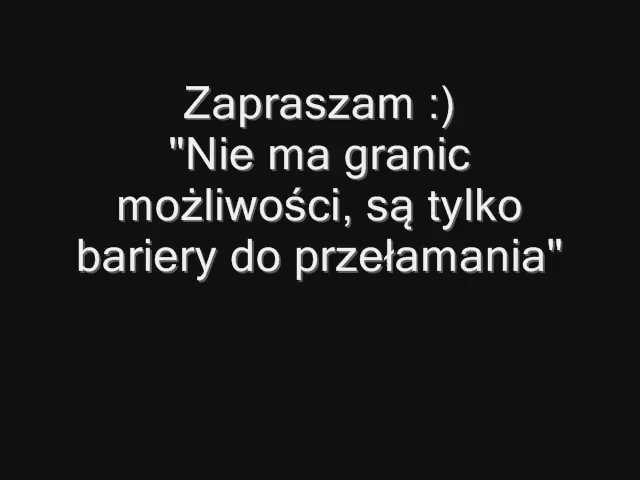 Zapraszam :)
"Nie ma granic
możliwości, są tylko
bariery do przełamania"